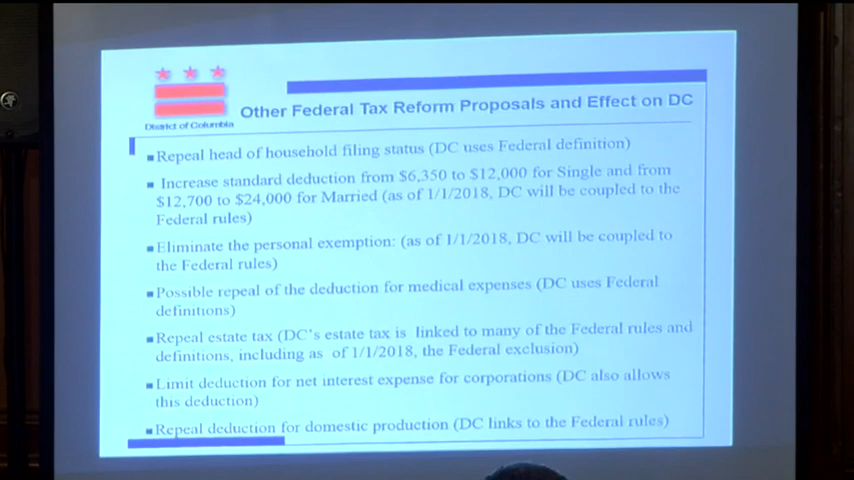 District of Columbia
Other Federal Tax Reform Proposals and Effect on DC
Repeal head of household filing status (DC uses Federal definition)
Increase standard deduction from $6,350 to $12,000 for Single and from
$12,700 to $24,000 for Married (as of 1/1/2018, DC will be coupled to the
Federal rules)
Eliminate the personal exemption: (as of 1/1/2018, DC will be coupled to
the Federal rules)
Possible repeal of the deduction for medical expenses (DC uses Federal
definitions)
Repeal estate tax (DC's estate tax is linked to many of the Federal rules and
definitions, including as of 1/1/2018, the Federal exclusion)
Limit deduction for net interest expense for corporations (DC also allows
this deduction)
Repeal deduction for domestic production (DC links to the Federal rules)